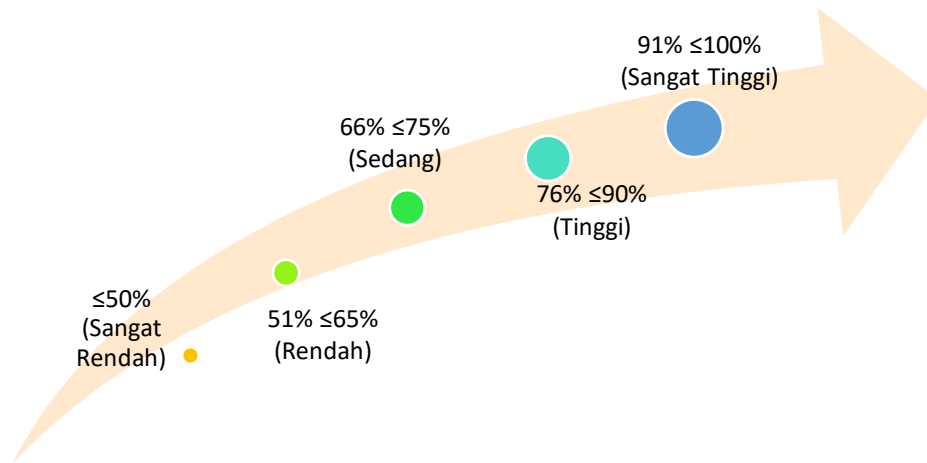 ≤50%
(Sangat
Rendah)
51% ≤65%
(Rendah)
66% ≤75%
(Sedang)
76% ≤90%
(Tinggi)
91% ≤100%
(Sangat Tinggi)